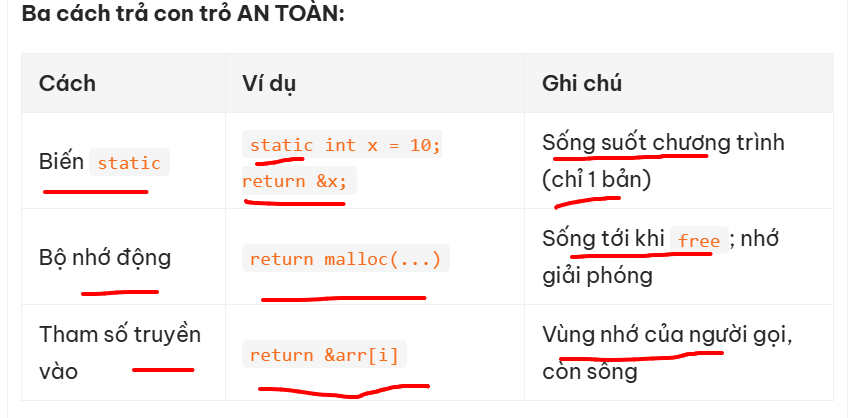 Ba cách trả con trỏ AN TOÀN:
Cách Ví dụ Ghi chú
Biến static
static int x = 10;
return &x;
Sống suốt chương trình
(chỉ 1 bản)
Bộ nhớ động
return malloc(...)
Sống tới khi free ; nhớ
giải phóng
Tham số truyền
vào
return &arr[i]
Vùng nhớ của người gọi,
còn sống